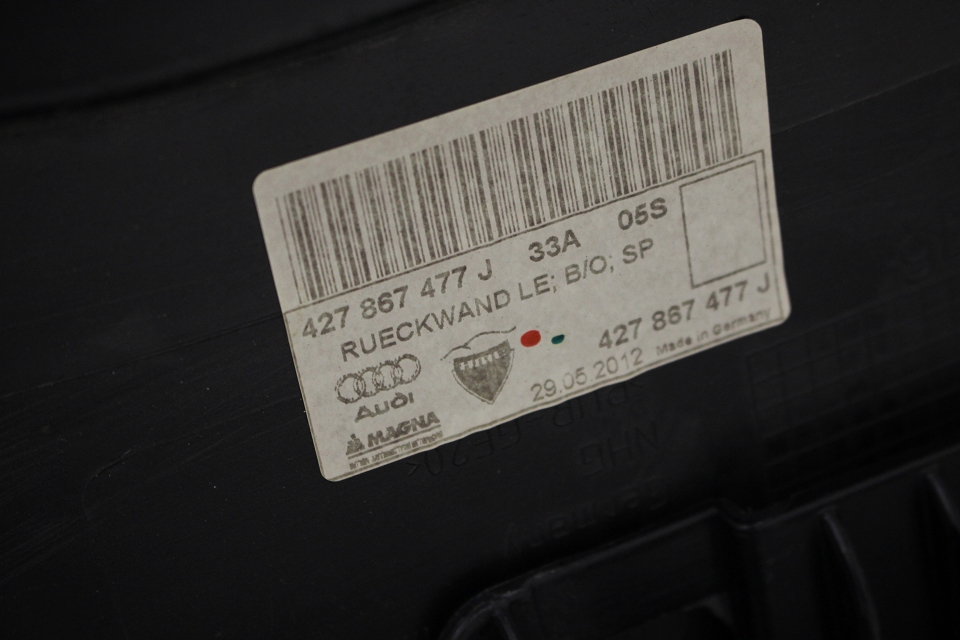 427 867 477 J 33A 05S
RUECKWAND LE; B/O; SP
427 867 477 J
29.05.2012 Made in Germany
AUDI
MAGNA